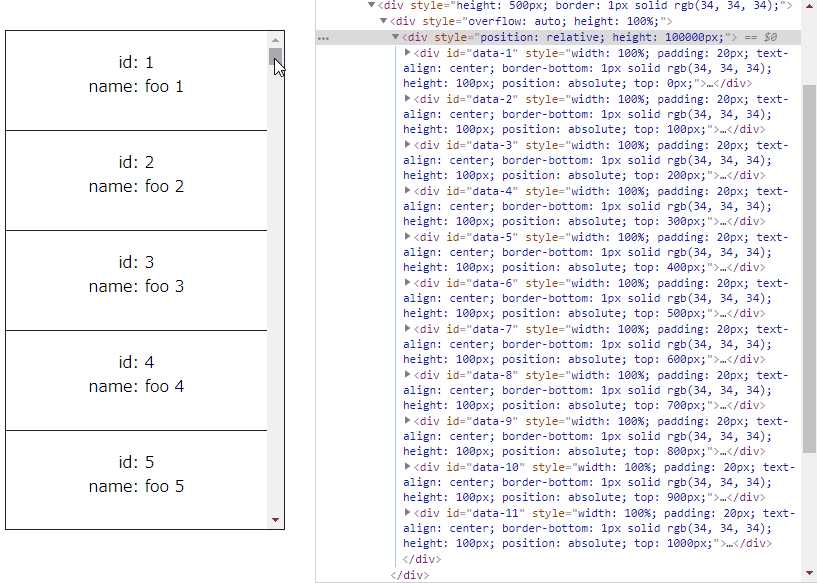 id: 1
name: foo 1
id: 2
name: foo 2
id: 3
name: foo 3
id: 4
name: foo 4
id: 5
name: foo 5
▼<div style="height: 500px; border: 1px solid rgb(34, 34, 34);">
▼<div style="overflow: auto; height: 100%;">
… ▼<div style="position: relative; height: 100000px;"> == $0
▶<div id="data-1" style="width: 100%; padding: 20px; text-
align: center; border-bottom: 1px solid rgb(34, 34, 34);
height: 100px; position: absolute; top: 0px;">…</div>
▶<div id="data-2" style="width: 100%; padding: 20px; text-
align: center; border-bottom: 1px solid rgb(34, 34, 34);
height: 100px; position: absolute; top: 100px;">…</div>
▶<div id="data-3" style="width: 100%; padding: 20px; text-
align: center; border-bottom: 1px solid rgb(34, 34, 34);
height: 100px; position: absolute; top: 200px;">…</div>
▶<div id="data-4" style="width: 100%; padding: 20px; text-
align: center; border-bottom: 1px solid rgb(34, 34, 34);
height: 100px; position: absolute; top: 300px;">…</div>
▶<div id="data-5" style="width: 100%; padding: 20px; text-
align: center; border-bottom: 1px solid rgb(34, 34, 34);
height: 100px; position: absolute; top: 400px;">…</div>
▶<div id="data-6" style="width: 100%; padding: 20px; text-
align: center; border-bottom: 1px solid rgb(34, 34, 34);
height: 100px; position: absolute; top: 500px;">…</div>
▶<div id="data-7" style="width: 100%; padding: 20px; text-
align: center; border-bottom: 1px solid rgb(34, 34, 34);
height: 100px; position: absolute; top: 600px;">…</div>
▶<div id="data-8" style="width: 100%; padding: 20px; text-
align: center; border-bottom: 1px solid rgb(34, 34, 34);
height: 100px; position: absolute; top: 700px;">…</div>
▶<div id="data-9" style="width: 100%; padding: 20px; text-
align: center; border-bottom: 1px solid rgb(34, 34, 34);
height: 100px; position: absolute; top: 800px;">…</div>
▶<div id="data-10" style="width: 100%; padding: 20px; text-
align: center; border-bottom: 1px solid rgb(34, 34, 34);
height: 100px; position: absolute; top: 900px;">…</div>
▶<div id="data-11" style="width: 100%; padding: 20px; text-
align: center; border-bottom: 1px solid rgb(34, 34, 34);
height: 100px; position: absolute; top: 1000px;">…</div>
</div>
</div>